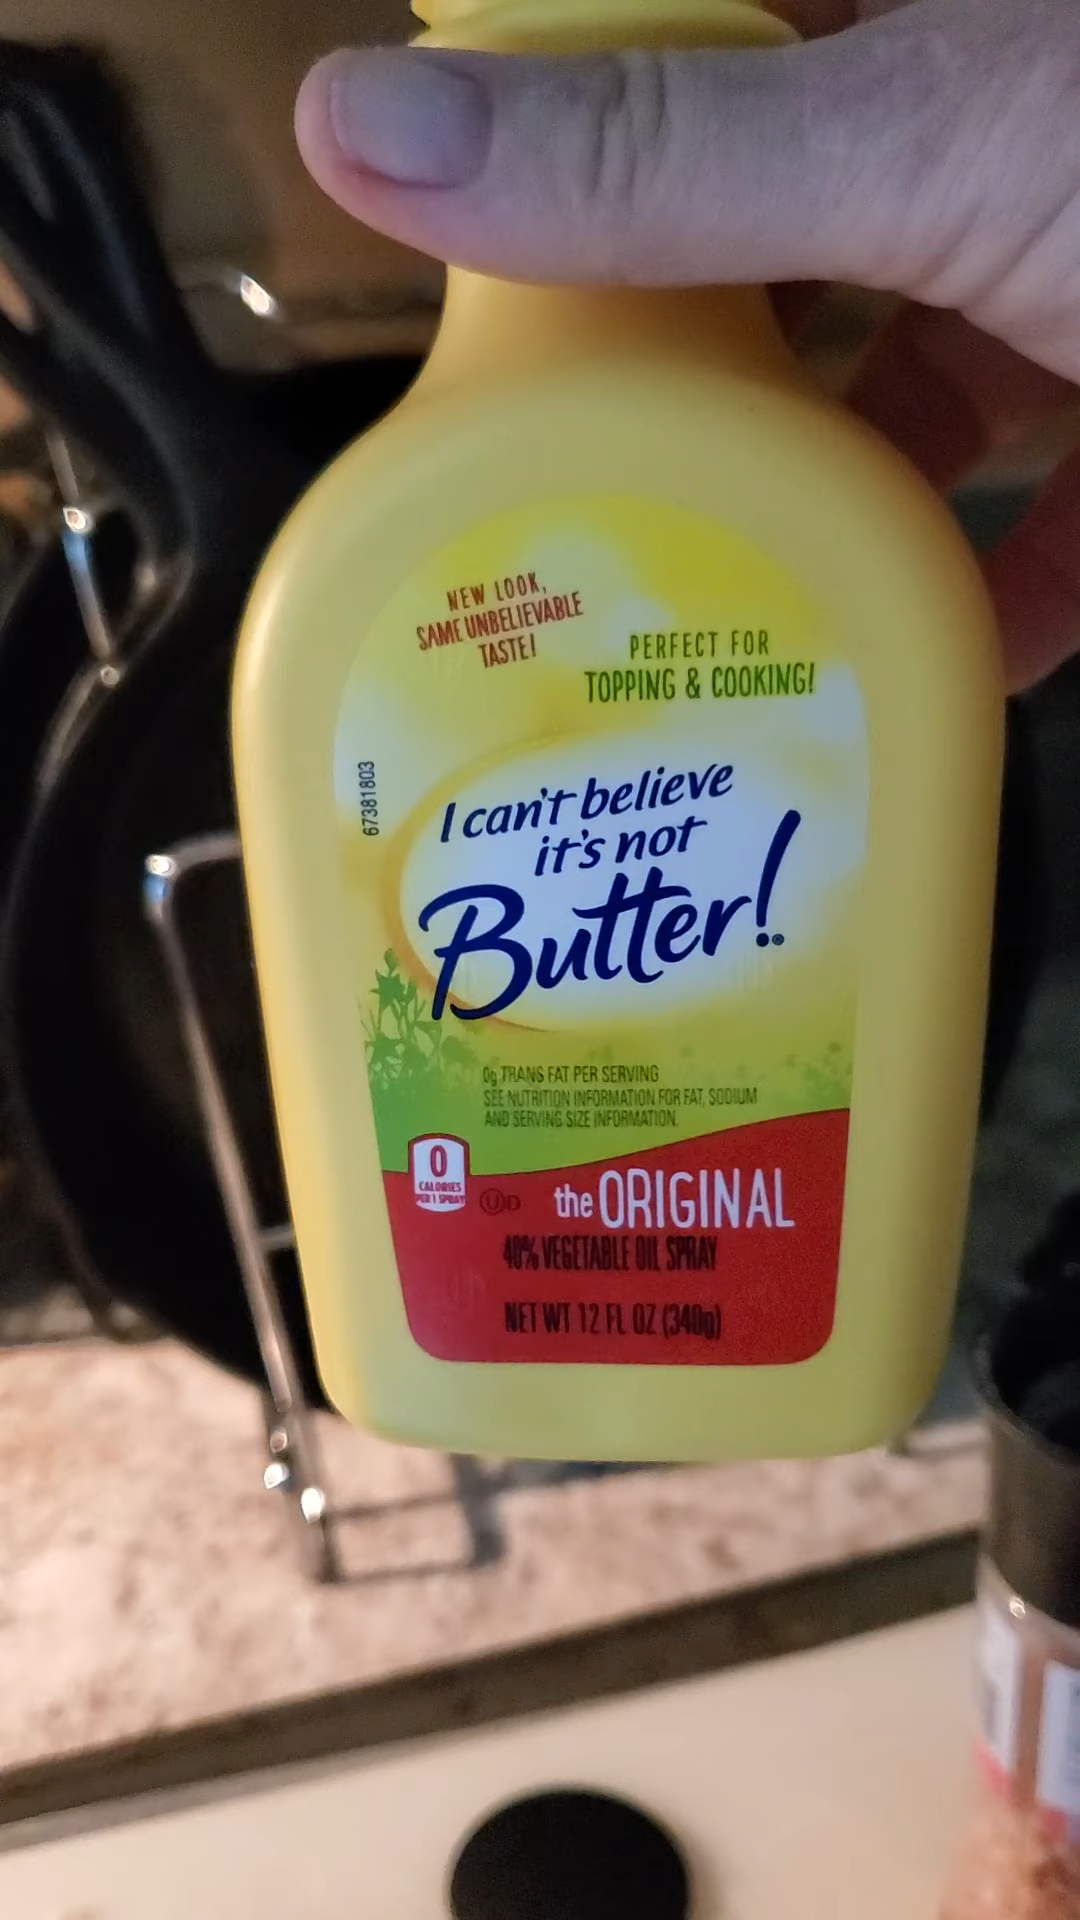 NEW LOOK,
SAME UNBELIEVABLE
TASTE!
PERFECT FOR
TOPPING & COOKING!
67381803
I can't believe
it's not
Butter!
0g TRANS FAT PER SERVING
SEE NUTRITION INFORMATION FOR FAT, SODIUM
AND SERVING SIZE INFORMATION.
0
CALORIES
PER 1 SPRAY
U D
the ORIGINAL
40% VEGETABLE OIL SPRAY
NET WT 12 FL OZ (340g)